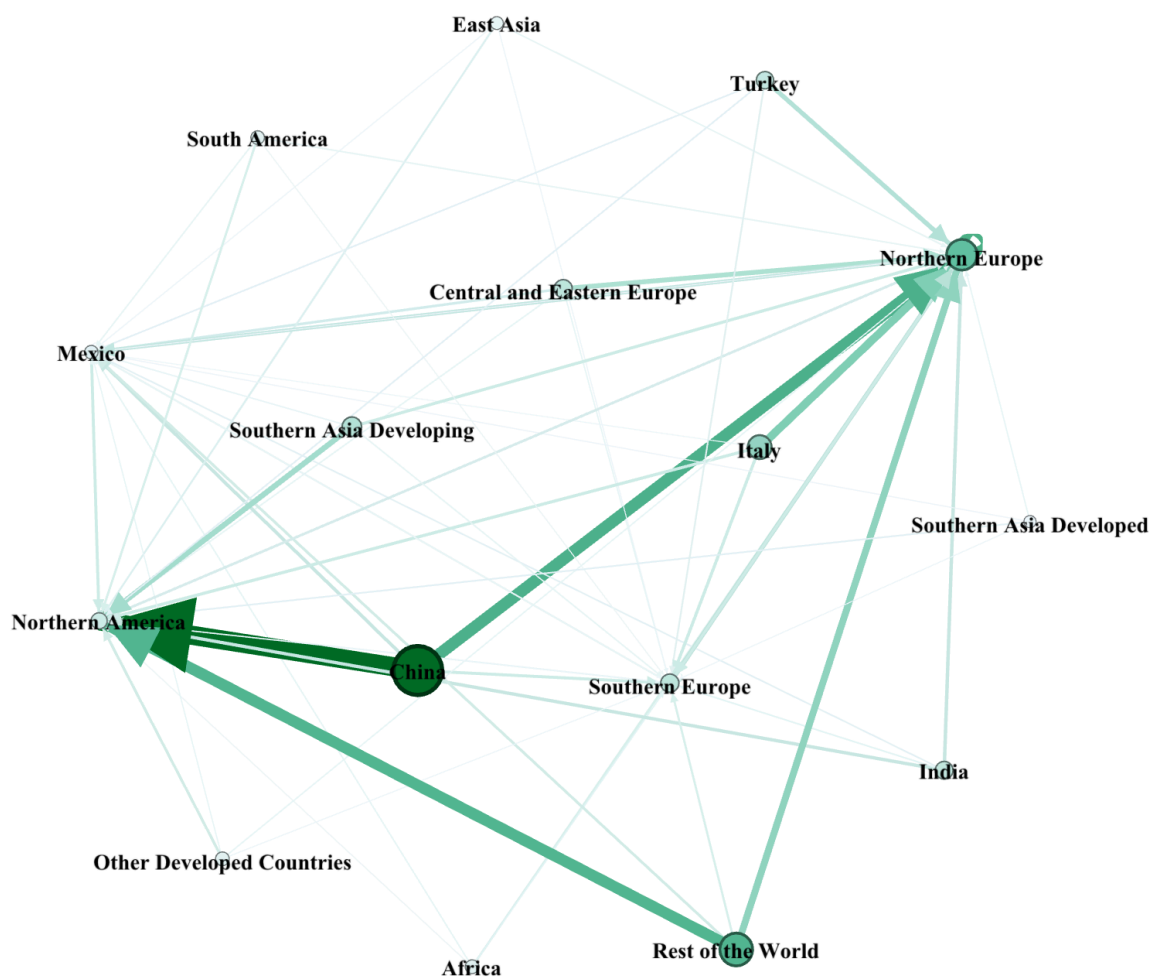 East Asia
Turkey
South America
Northern Europe
Central and Eastern Europe
Mexico
Southern Asia Developing
Italy
Southern Asia Developed
Northern America
China
Southern Europe
India
Other Developed Countries
Rest of the World
Africa